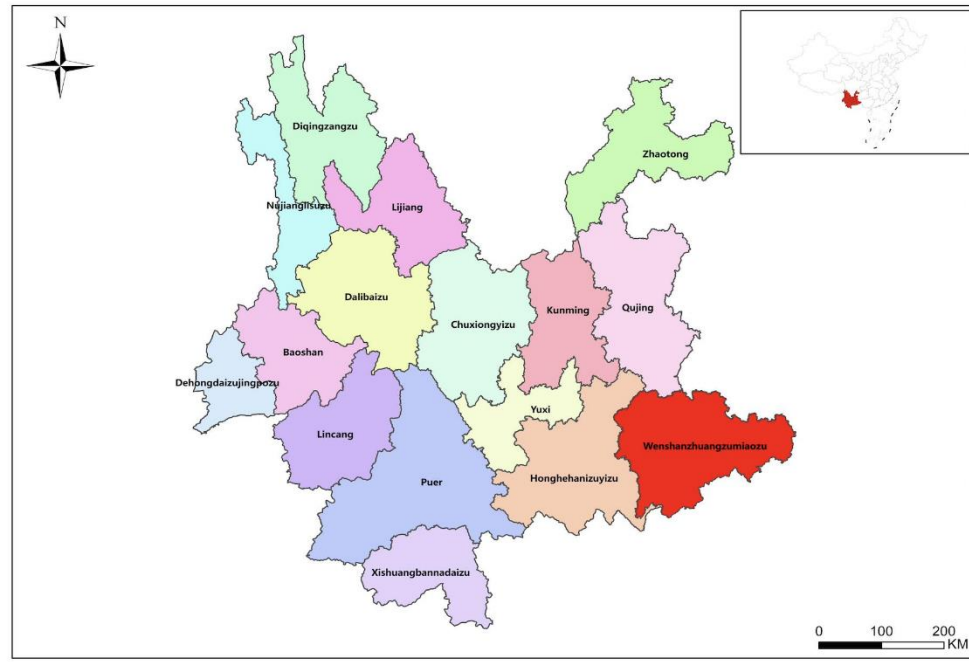 N
Diqingzangzu
Zhaotong
Nujianglisuzu
Lijiang
Dalibaizu
Kunming
Qujing
Chuxiongyizu
Baoshan
Dehongdaizujingpozu
Yuxi
Lincang
Wenshanzhuangzumiaozu
Puer
Honghehanizuyizu
Xishuangbannadaizu
0 100 200
KM